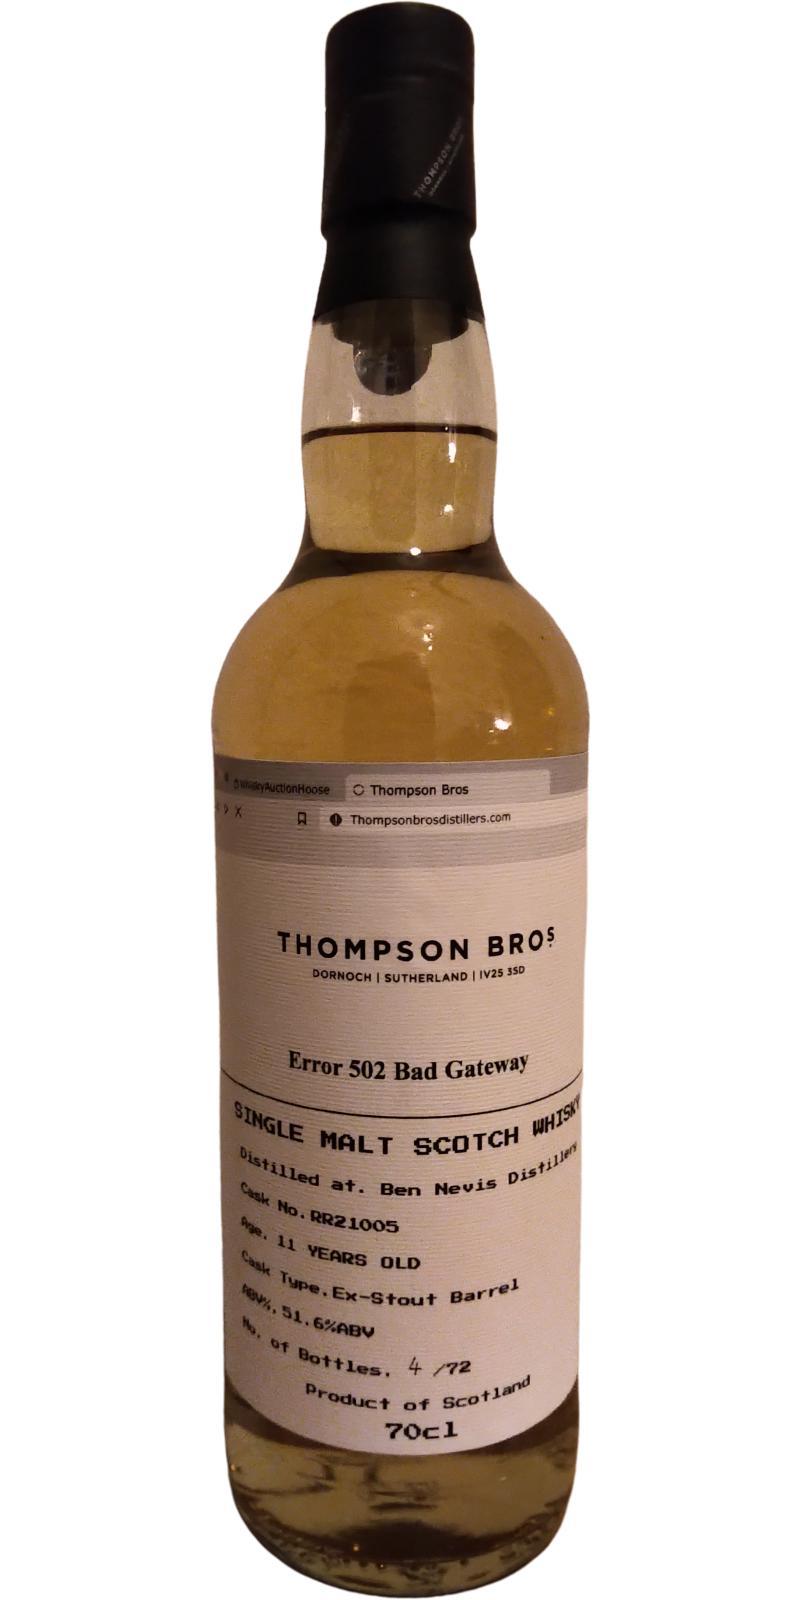 THOMPSON BROS
WhiskyAuctionHoose
Thompson Bros
Thompsonbrosdistillers.com
THOMPSON BROS.
DORNOCH | SUTHERLAND | IV25 3SD
Error 502 Bad Gateway
SINGLE MALT SCOTCH WHISKY
Distilled at. Ben Nevis Distillery
Cask No.RR21005
Age. 11 YEARS OLD
Cask Type.Ex-Stout Barrel
ABV%.51.6%ABV
No. of Bottles. 4 /72
Product of Scotland
70cl